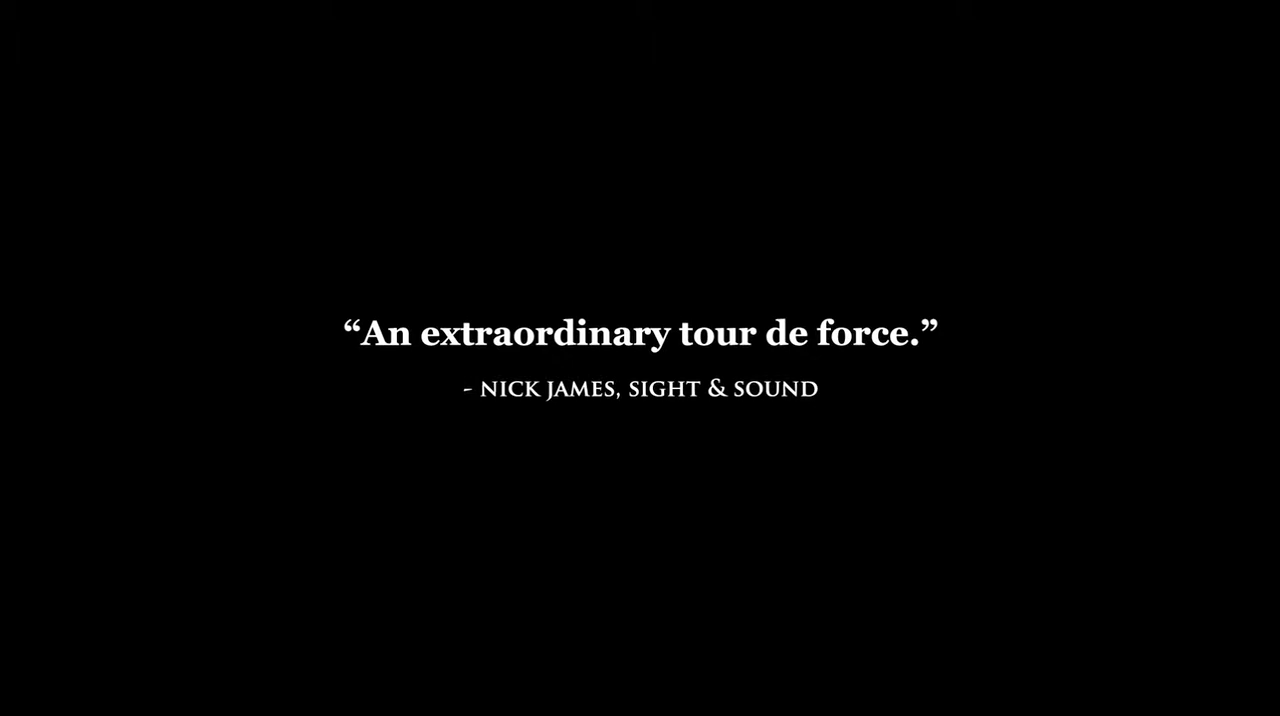 “An extraordinary tour de force.”
- NICK JAMES, SIGHT & SOUND